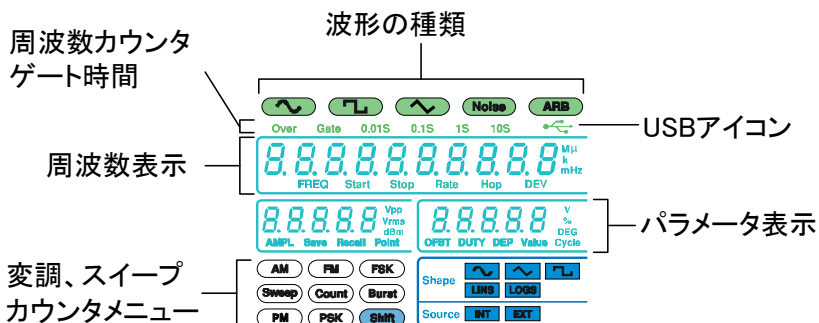 波形の種類
周波数カウンタ
ゲート時間
Noise ARB
Over Gate 0.01S 0.1S 1S 10S
USBアイコン
周波数表示
8.8.8.8.8.8.8.8.8.8 Mμ
k
mHz
FREQ Start Stop Rate Hop DEV
8.8.8.8.8 Vpp
Vrms
dBm
AMPL Save Recall Point
8.8.8.8.8 V
%
DEG
OFST DUTY DEP Value Cycle
パラメータ表示
変調、スイープ
カウンタメニュー
AM FM FSK
Sweep Count Burst
PM PSK Shift
Shape
LINS LOGS
Source INT EXT